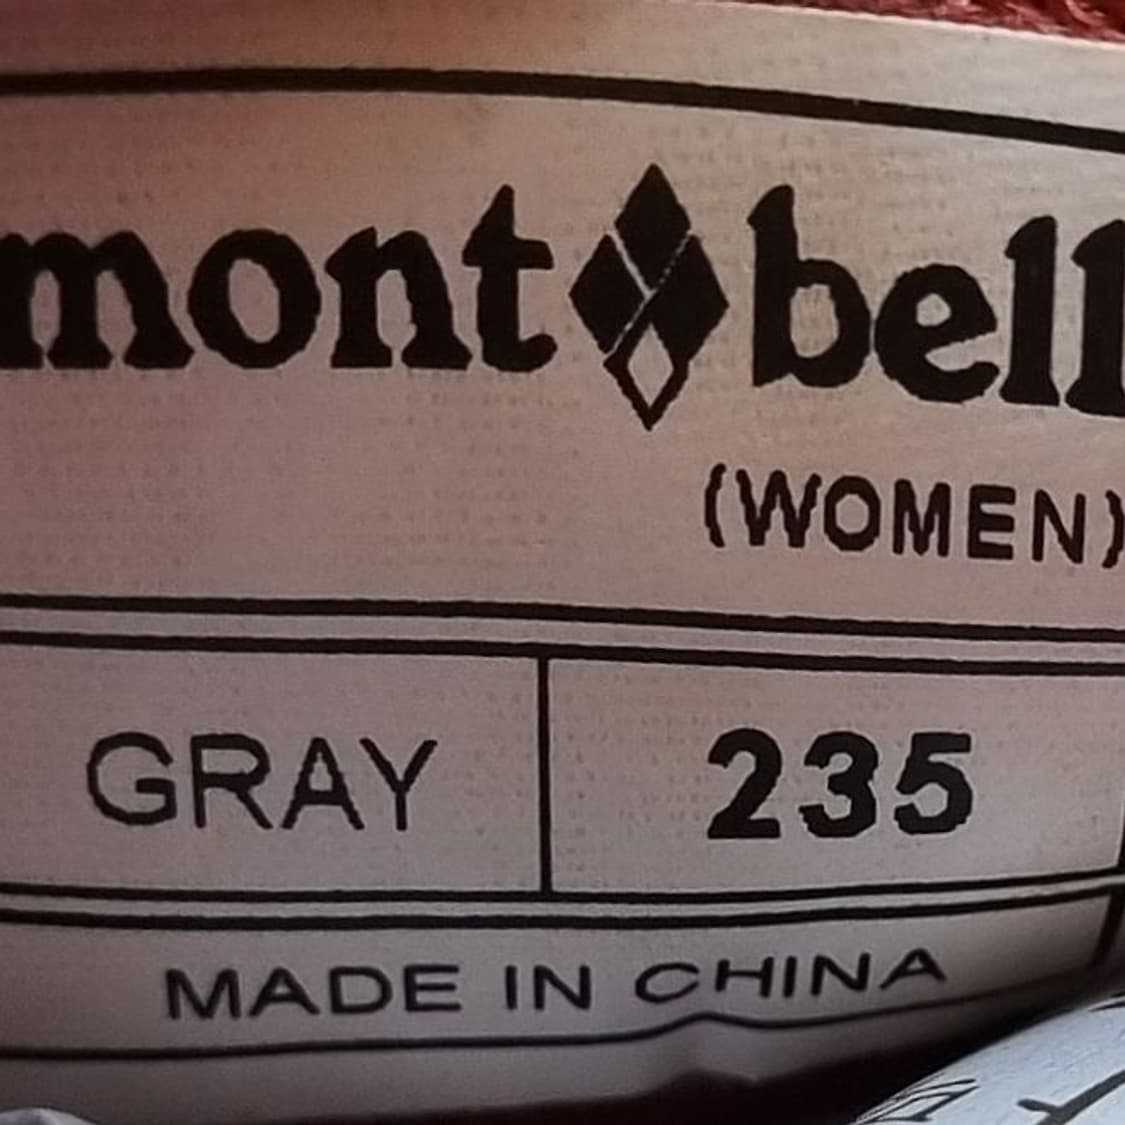 mont bell
(WOMEN)
GRAY 235
MADE IN CHINA